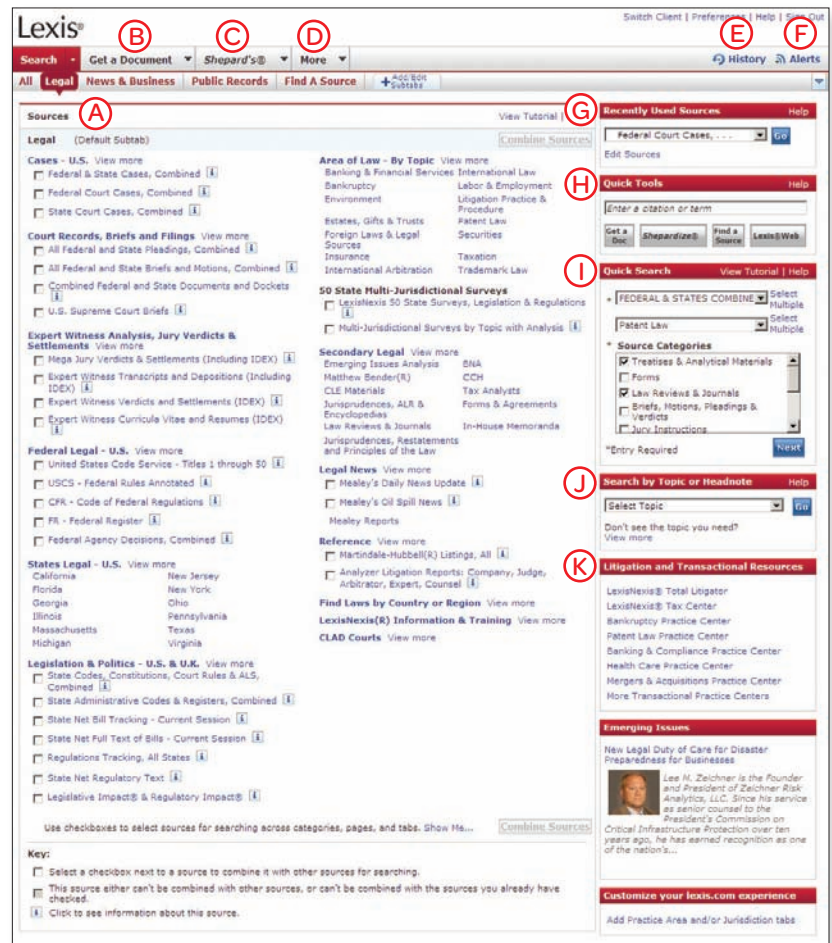 Lexis®
Switch Client | Preferences | Help | Sign Out
B
C
D
E
F
Search
Get a Document
Shepard's®
More
History
Alerts
All
Legal
News & Business
Public Records
Find A Source
Add/Edit Subtabs
A
Sources
View Tutorial |
Legal (Default Subtab)
Combine Sources
Cases - U.S. View more
Federal & State Cases, Combined
Federal Court Cases, Combined
State Court Cases, Combined
Court Records, Briefs and Filings View more
All Federal and State Pleadings, Combined
All Federal and State Briefs and Motions, Combined
Combined Federal and State Documents and Dockets
U.S. Supreme Court Briefs
Expert Witness Analysis, Jury Verdicts &
Settlements View more
Mega Jury Verdicts & Settlements (Including IDEX)
Expert Witness Transcripts and Depositions (Including
IDEX)
Expert Witness Verdicts and Settlements (IDEX)
Expert Witness Curricula Vitae and Resumes (IDEX)
Federal Legal - U.S. View more
United States Code Service - Titles 1 through 50
USCS - Federal Rules Annotated
CFR - Code of Federal Regulations
FR - Federal Register
Federal Agency Decisions, Combined
States Legal - U.S. View more
California New Jersey
Florida New York
Georgia Ohio
Illinois Pennsylvania
Massachusetts Texas
Michigan Virginia
Legislation & Politics - U.S. & U.K. View more
State Codes, Constitutions, Court Rules & ALS,
Combined
State Administrative Codes & Registers, Combined
State Net Bill Tracking - Current Session
State Net Full Text of Bills - Current Session
Regulations Tracking, All States
State Net Regulatory Text
Legislative Impact® & Regulatory Impact®
Area of Law - By Topic View more
Banking & Financial Services International Law
Bankruptcy Labor & Employment
Environment Litigation Practice &
Procedure
Estates, Gifts & Trusts Patent Law
Foreign Laws & Legal Securities
Sources
Insurance Taxation
International Arbitration Trademark Law
50 State Multi-Jurisdictional Surveys
LexisNexis 50 State Surveys, Legislation & Regulations
Multi-Jurisdictional Surveys by Topic with Analysis
Secondary Legal View more
Emerging Issues Analysis BNA
Matthew Bender(R) CCH
CLE Materials Tax Analysts
Jurisprudences, ALR & Forms & Agreements
Encyclopedias
Law Reviews & Journals In-House Memoranda
Jurisprudences, Restatements
and Principles of the Law
Legal News View more
Mealey's Daily News Update
Mealey's Oil Spill News
Mealey Reports
Reference View more
Martindale-Hubbell(R) Listings, All
Analyzer Litigation Reports: Company, Judge,
Arbitrator, Expert, Counsel
Find Laws by Country or Region View more
LexisNexis(R) Information & Training View more
CLAD Courts View more
Use checkboxes to select sources for searching across categories, pages, and tabs. Show Me...
Combine Sources
Key:
Select a checkbox next to a source to combine it with other sources for searching.
This source either can't be combined with other sources, or can't be combined with the sources you already have
checked.
i Click to see information about this source.
G
Recently Used Sources Help
Federal Court Cases, . . .
Go
Edit Sources
H
Quick Tools Help
Enter a citation or term
Get a Doc
Shepardize®
Find a Source
Lexis®Web
I
Quick Search View Tutorial | Help
* FEDERAL & STATES COMBINE
Select Multiple
Patent Law
Select Multiple
* Source Categories
Treatises & Analytical Materials
Forms
Law Reviews & Journals
Briefs, Motions, Pleadings &
Verdicts
Jury Instructions
*Entry Required
Next
J
Search by Topic or Headnote Help
Select Topic
Go
Don't see the topic you need?
View more
K
Litigation and Transactional Resources
LexisNexis® Total Litigator
LexisNexis® Tax Center
Bankruptcy Practice Center
Patent Law Practice Center
Banking & Compliance Practice Center
Health Care Practice Center
Mergers & Acquisitions Practice Center
More Transactional Practice Centers
Emerging Issues
New Legal Duty of Care for Disaster
Preparedness for Businesses
Lee M. Zeichner is the Founder
and President of Zeichner Risk
Analytics, LLC. Since his service
as senior counsel to the
President's Commission on
Critical Infrastructure Protection over ten
years ago, he has earned recognition as one
of the nation's...
Customize your lexis.com experience
Add Practice Area and/or Jurisdiction tabs